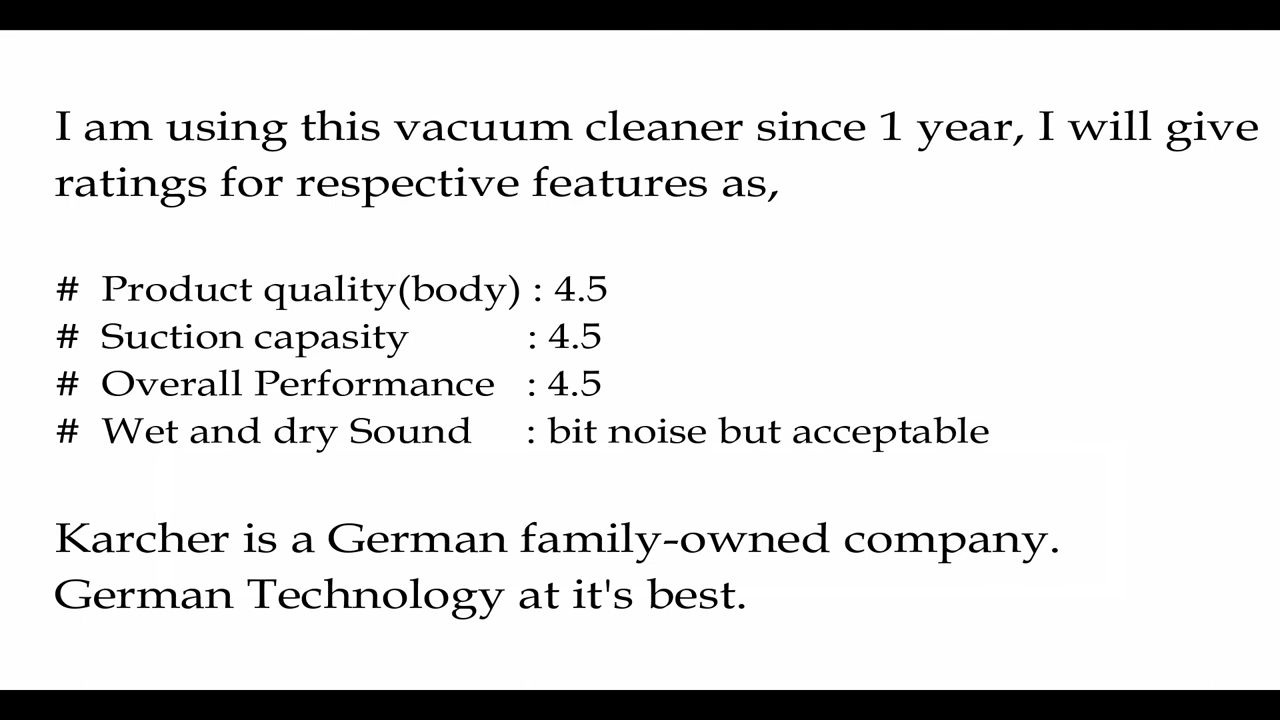 I am using this vacuum cleaner since 1 year, I will give
ratings for respective features as,
# Product quality(body) : 4.5
# Suction capasity : 4.5
# Overall Performance : 4.5
# Wet and dry Sound : bit noise but acceptable
Karcher is a German family-owned company.
German Technology at it's best.